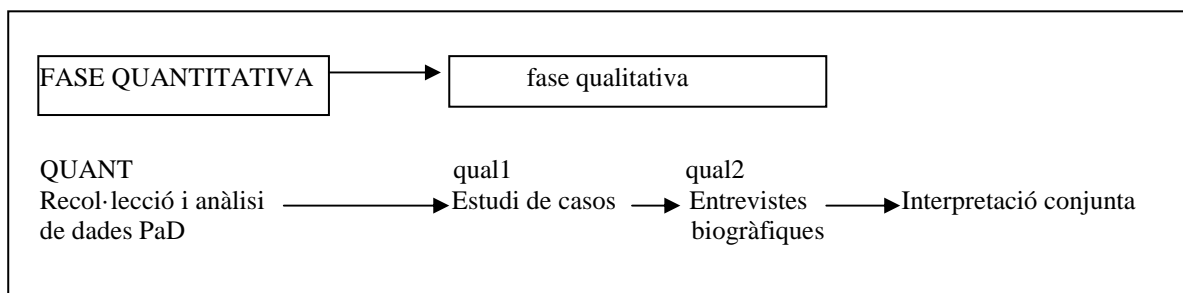 FASE QUANTITATIVA
fase qualitativa
QUANT
Recol·lecció i anàlisi
de dades PaD
qual1
Estudi de casos
qual2
Entrevistes
biogràfiques
Interpretació conjunta